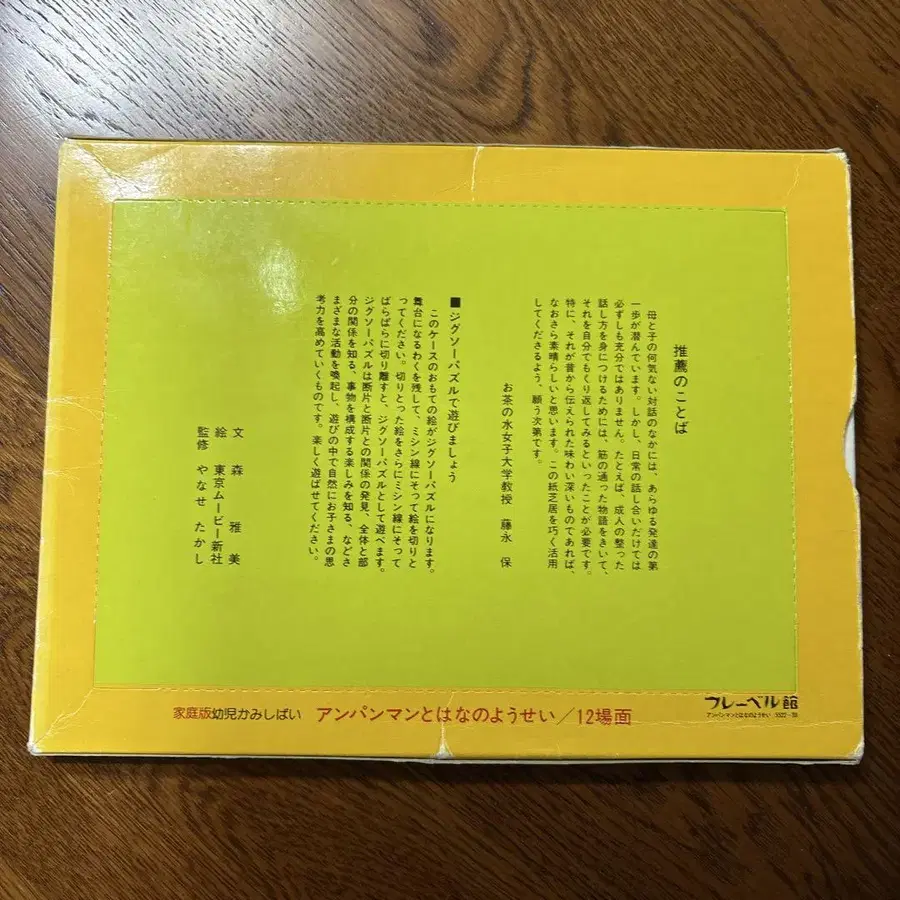 推薦のことば
母と子の何気ない対話のなかには、あらゆる発達の第
一歩が潜んでいます。しかし、日常の話し合いだけでは
必ずしも充分ではありません。たとえば、成人の整った
話し方を身につけるためには、筋の通った物語をきいて、
それを自分でもくり返してみるといったことが必要です。
特に、それが昔から伝えられた味わい深いものであれば、
なおさら素晴らしいと思います。この紙芝居を巧く活用
してくださるよう、願う次第です。
お茶の水女子大学教授 藤永 保
■ジグソーパズルで遊びましょう
このケースのおもての絵がジグソーパズルになります。
舞台になるわくを残して、ミシン線にそって絵を切りと
ってください。切りとった絵をさらにミシン線にそって
ばらばらに切り離すと、ジグソーパズルとして遊べます。
ジグソーパズルは断片と断片との関係の発見、全体と部
分の関係を知る、事物を構成する楽しみを知る、などさ
まざまな活動を喚起し、遊びの中で自然にお子さまの思
考力を高めていくものです。楽しく遊ばせてください。
文 森 雅美
絵 東京ムービー新社
監修 やなせ たかし
家庭版幼児かみしばい アンパンマンとはなのようせい/12場面
フレーベル館
アンパンマンとはなのようせい